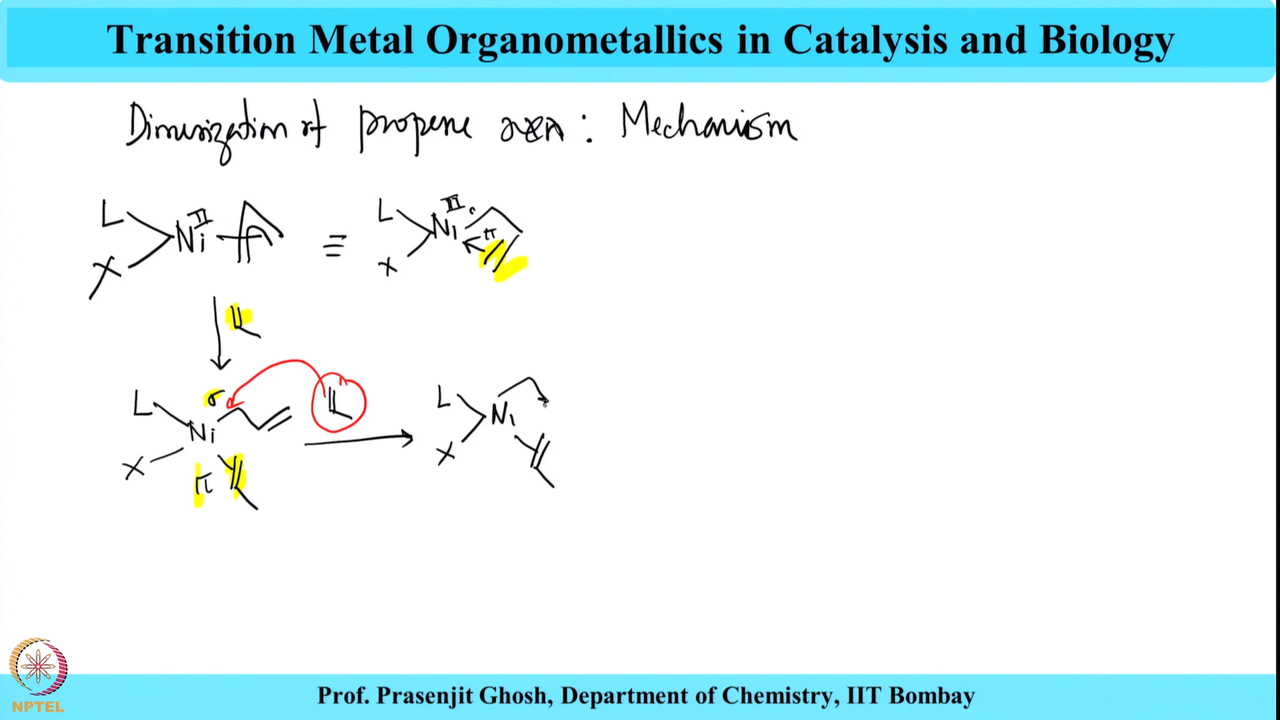 Transition Metal Organometallics in Catalysis and Biology
Dimerization of propene : Mechanism
L
X
Ni
II
≡
L
X
Ni
II
σ
π
L
X
Ni
σ
π
L
X
Ni
NPTEL
Prof. Prasenjit Ghosh, Department of Chemistry, IIT Bombay